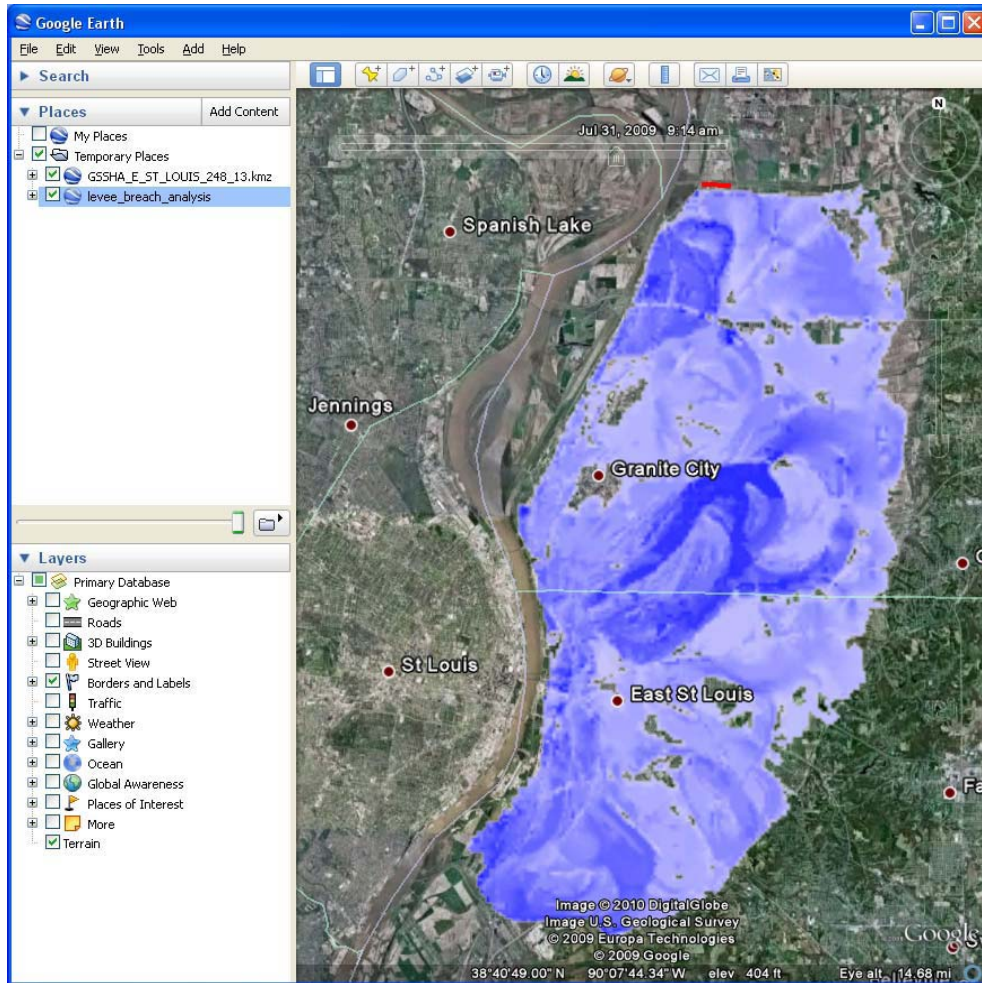 Google Earth
File Edit View Tools Add Help
Search
Places Add Content
My Places
Temporary Places
GSSHA_E_ST_LOUIS_248_13.kmz
levee_breach_analysis
Layers
Primary Database
Geographic Web
Roads
3D Buildings
Street View
Borders and Labels
Traffic
Weather
Gallery
Ocean
Global Awareness
Places of Interest
More
Terrain
Jul 31, 2009 9:14 am
N
Spanish Lake
Jennings
Granite City
St Louis
East St Louis
Fa
Image © 2010 DigitalGlobe
Image U.S. Geological Survey
© 2009 Europa Technologies
© 2009 Google
Google
38°40'49.00" N 90°07'44.34" W elev 404 ft Eye alt 14.68 mi